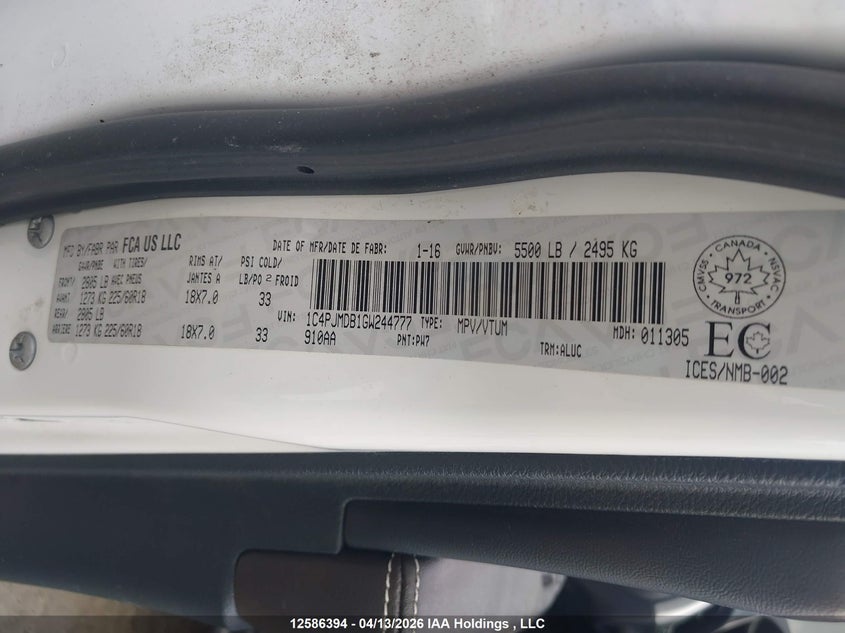 MFD BY/FABR PAR FCA US LLC
DATE OF MFR/DATE DE FABR: 1-16 GVWR/PNBV: 5500 LB / 2495 KG
GAWR/PNBE WITH TIRES/ AVEC PNEUS RIMS AT/ JANTES A PSI COLD/ LB/PO 2 FROID
FRONT/ 2805 LB
AVANT 1273 KG 225/60R18 18X7.0 33
REAR/ 2805 LB
ARRIERE 1273 KG 225/60R18 18X7.0 33
VIN: 1C4PJMDB1GW244777 TYPE: MPV/VTUM MDH: 011305
910AA PNT: PW7 TRM: ALUC
CANADA
CMVSS 972 NSVAC
TRANSPORT
EC
ICES/NMB-002
12586394 - 04/13/2026 IAA Holdings , LLC